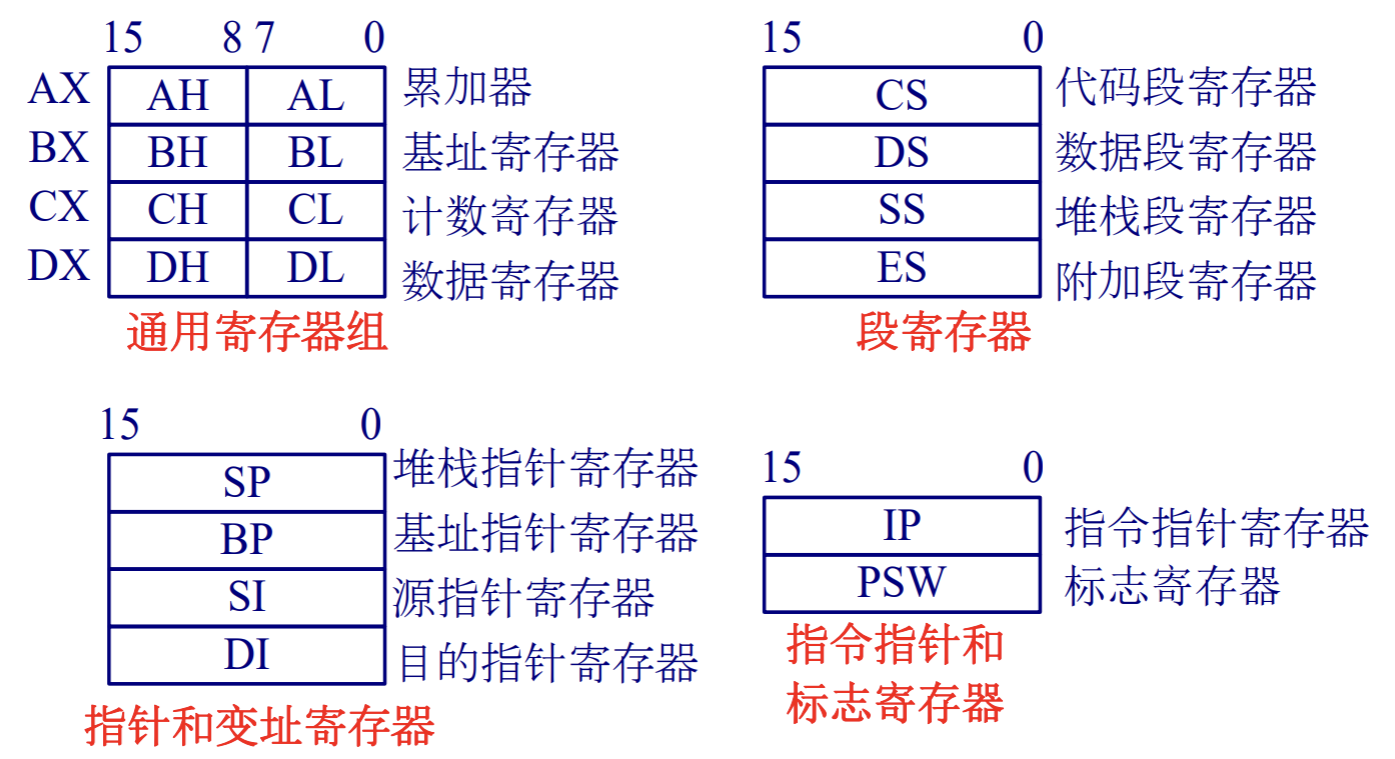 15 8 7 0
AX AH AL 累加器
BX BH BL 基址寄存器
CX CH CL 计数寄存器
DX DH DL 数据寄存器
通用寄存器组
15 0
CS 代码段寄存器
DS 数据段寄存器
SS 堆栈段寄存器
ES 附加段寄存器
段寄存器
15 0
SP 堆栈指针寄存器
BP 基址指针寄存器
SI 源指针寄存器
DI 目的指针寄存器
指针和变址寄存器
15 0
IP 指令指针寄存器
PSW 标志寄存器
指令指针和
标志寄存器